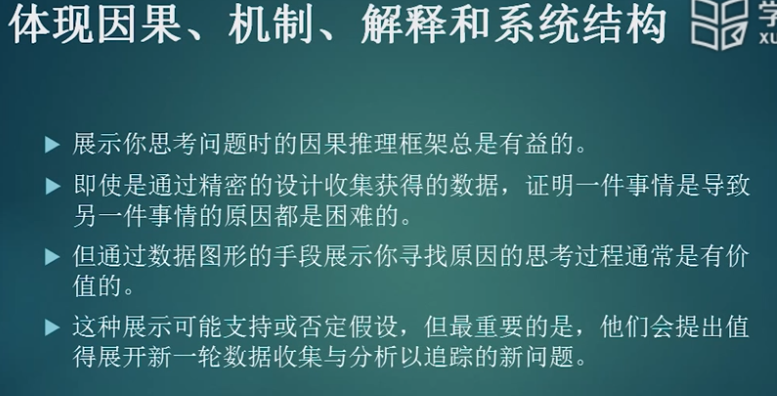 体现因果、机制、解释和系统结构
学
XU
展示你思考问题时的因果推理框架总是有益的。
即使是通过精密的设计收集获得的数据，证明一件事情是导致
另一件事情的原因都是困难的。
但通过数据图形的手段展示你寻找原因的思考过程通常是有价
值的。
这种展示可能支持或否定假设，但最重要的是，他们会提出值
得展开新一轮数据收集与分析以追踪的新问题。